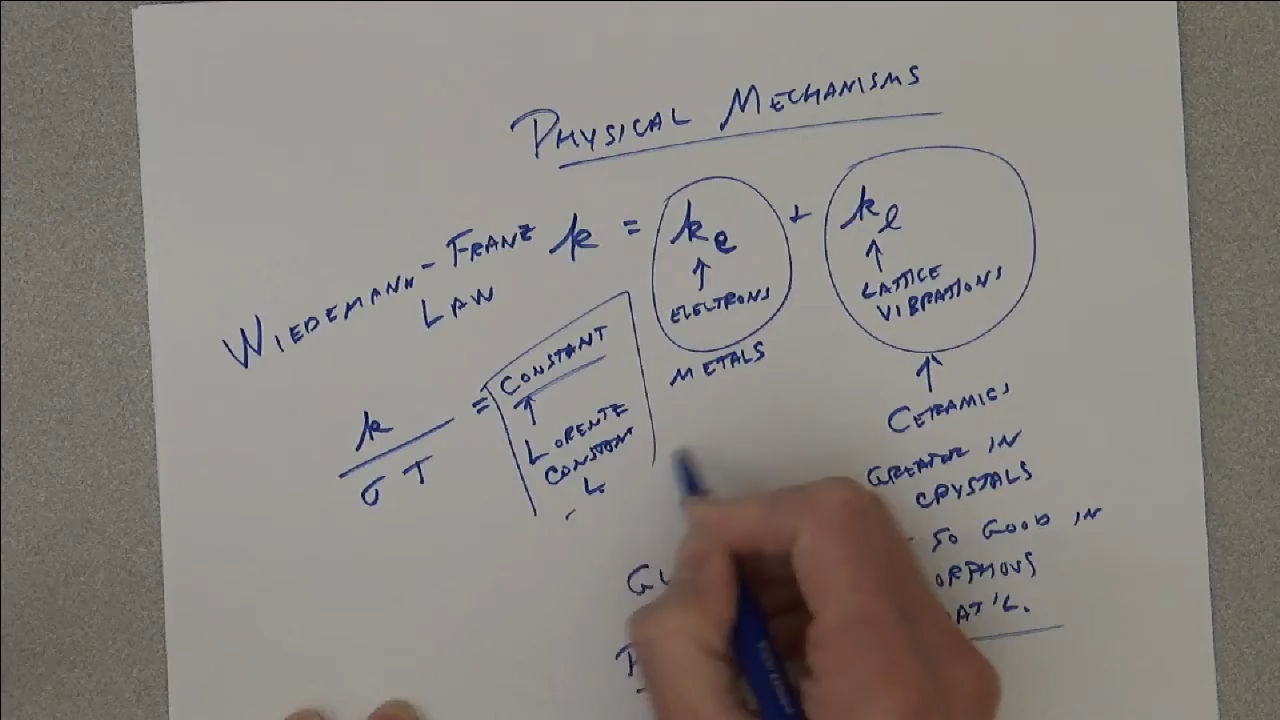 PHYSICAL MECHANISMS
WIEDEMANN-FRANZ
LAW
k = ke + kl
↑ ELECTRONS
METALS
↑ LATTICE
VIBRATIONS
↑
CERAMICS
GREATER IN
CRYSTALS
SO GOOD IN
k
σ T
= CONSTANT
↑
LORENTZ
CONSTANT
L